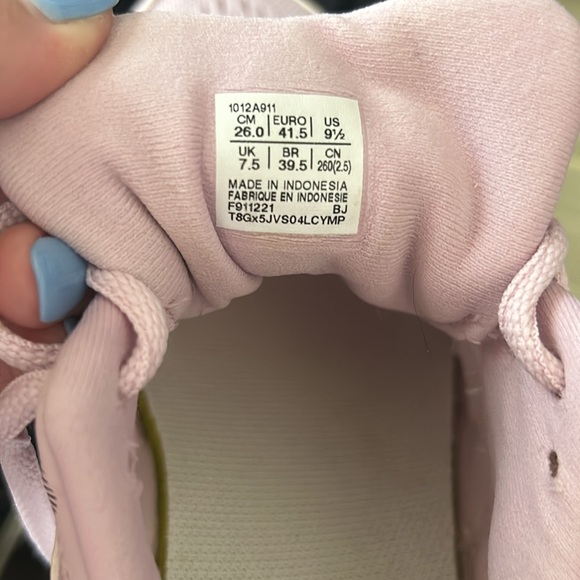 1012A911
CM | EURO | US
26.0 | 41.5 | 9½
UK | BR | CN
7.5 | 39.5 | 260(2.5)
MADE IN INDONESIA
FABRIQUE EN INDONESIE
F911221 BJ
T8Gx5JVS04LCYMP